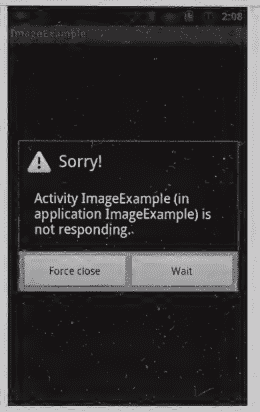 2:08
ImageExample
Sorry!
Activity ImageExample (in
application ImageExample) is
not responding.
Force close
Wait